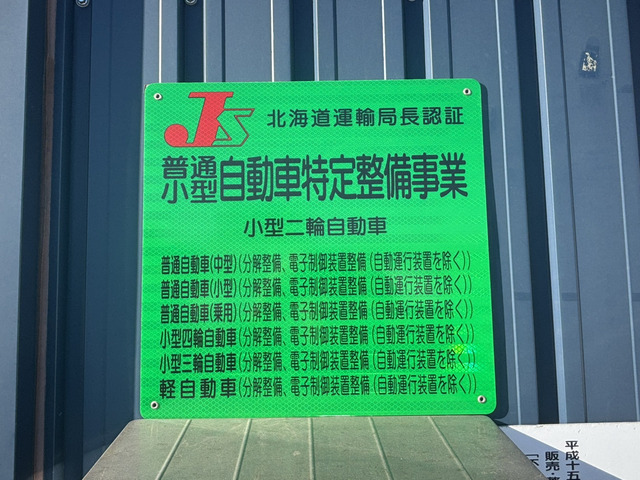 JS 北海道運輸局長認証
普通
小型 自動車特定整備事業
小型二輪自動車
普通自動車(中型)(分解整備、電子制御装置整備(自動運行装置を除く))
普通自動車(小型)(分解整備、電子制御装置整備(自動運行装置を除く))
普通自動車(乗用)(分解整備、電子制御装置整備(自動運行装置を除く))
小型四輪自動車(分解整備、電子制御装置整備(自動運行装置を除く))
小型三輪自動車(分解整備、電子制御装置整備(自動運行装置を除く))
軽自動車(分解整備、電子制御装置整備(自動運行装置を除く))
平成十五
販売・